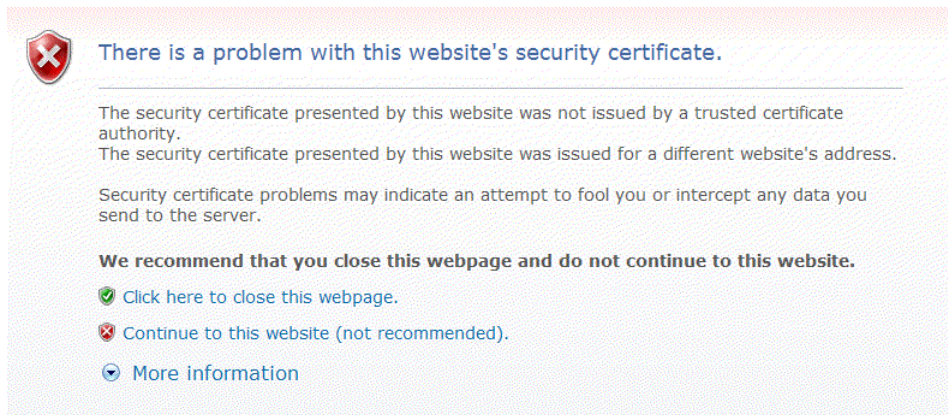 There is a problem with this website's security certificate.
The security certificate presented by this website was not issued by a trusted certificate
authority.
The security certificate presented by this website was issued for a different website's address.
Security certificate problems may indicate an attempt to fool you or intercept any data you
send to the server.
We recommend that you close this webpage and do not continue to this website.
Click here to close this webpage.
Continue to this website (not recommended).
More information